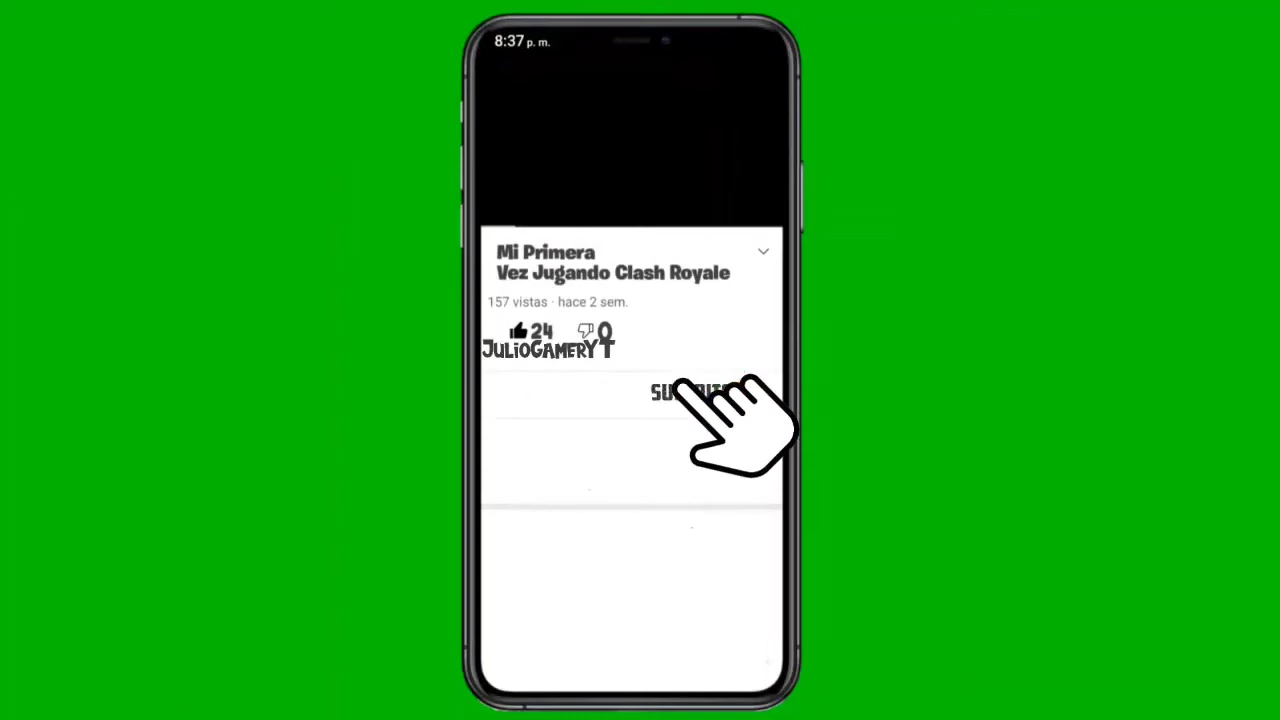 8:37 p. m.
Mi Primera
Vez Jugando Clash Royale
157 vistas · hace 2 sem.
24 0
JulioGamerYT